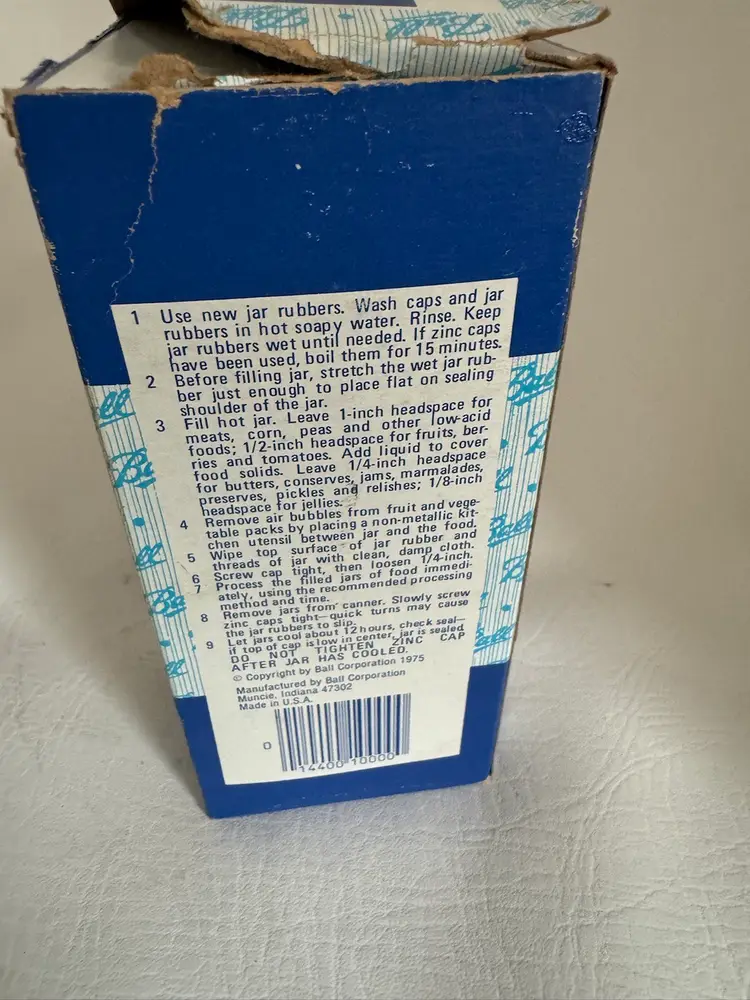 Ball
1 Use new jar rubbers. Wash caps and jar
rubbers in hot soapy water. Rinse. Keep
jar rubbers wet until needed. If zinc caps
have been used, boil them for 15 minutes.
2 Before filling jar, stretch the wet jar rub-
ber just enough to place flat on sealing
shoulder of the jar.
3 Fill hot jar. Leave 1-inch headspace for
meats, corn, peas and other low-acid
foods; 1/2-inch headspace for fruits, ber-
ries and tomatoes. Add liquid to cover
food solids. Leave 1/4-inch headspace
for butters, conserves, jams, marmalades,
preserves, pickles and relishes; 1/8-inch
headspace for jellies.
4 Remove air bubbles from fruit and vege-
table packs by placing a non-metallic kit-
chen utensil between jar and the food.
5 Wipe top surface of jar rubber and
threads of jar with clean, damp cloth.
6 Screw cap tight, then loosen 1/4-inch.
7 Process the filled jars of food immedi-
ately, using the recommended processing
method and time.
8 Remove jars from canner. Slowly screw
zinc caps tight—quick turns may cause
the jar rubbers to slip.
9 Let jars cool about 12 hours, check seal—
if top of cap is low in center, jar is sealed.
DO NOT TIGHTEN ZINC CAP
AFTER JAR HAS COOLED.
© Copyright by Ball Corporation 1975
Manufactured by Ball Corporation
Muncie, Indiana 47302
Made in U.S.A.
0 14400 10000